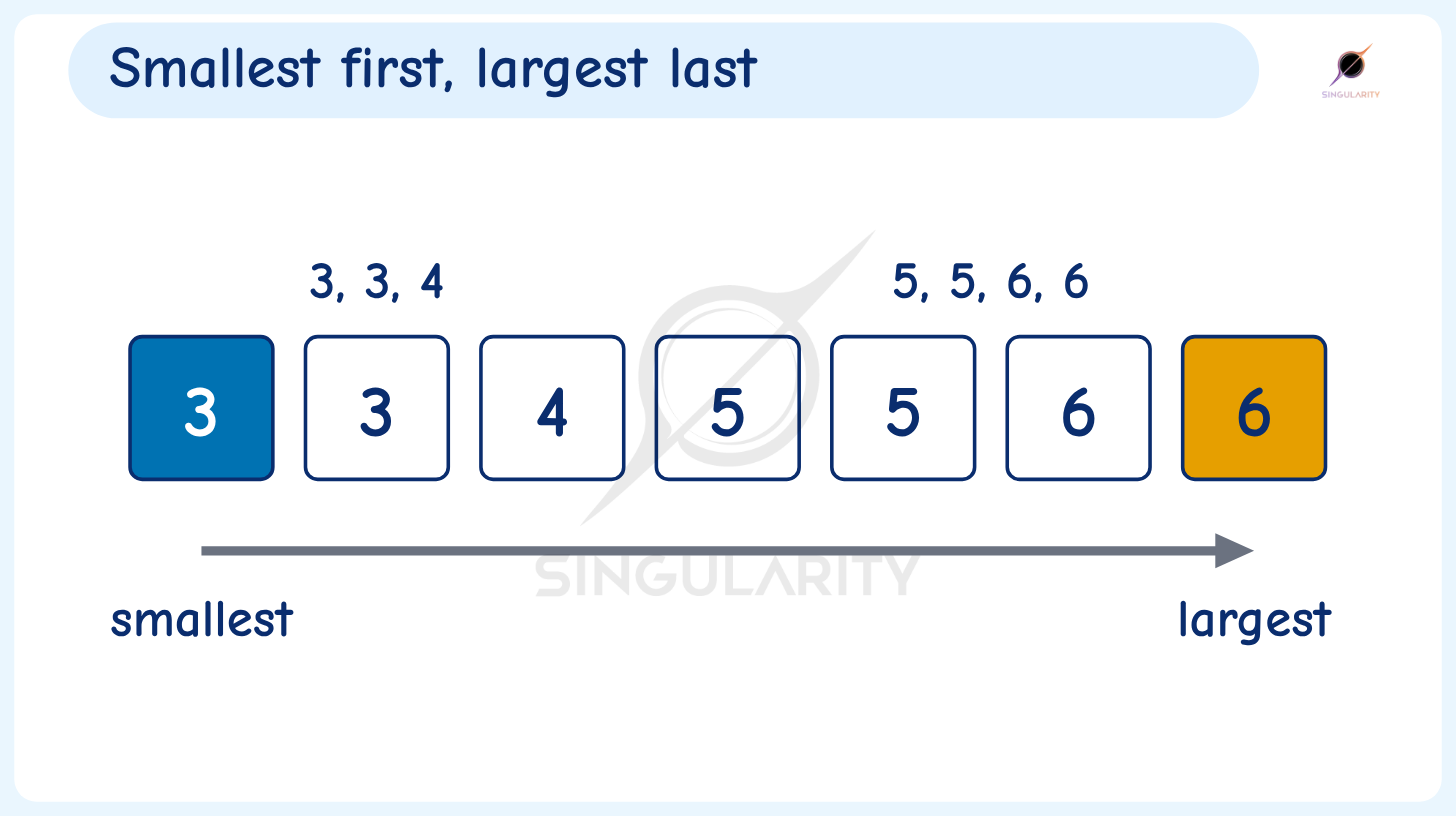 Smallest first, largest last
SINGULARITY
3, 3, 4
5, 5, 6, 6
3 3 4 5 5 6 6
SINGULARITY
smallest
largest